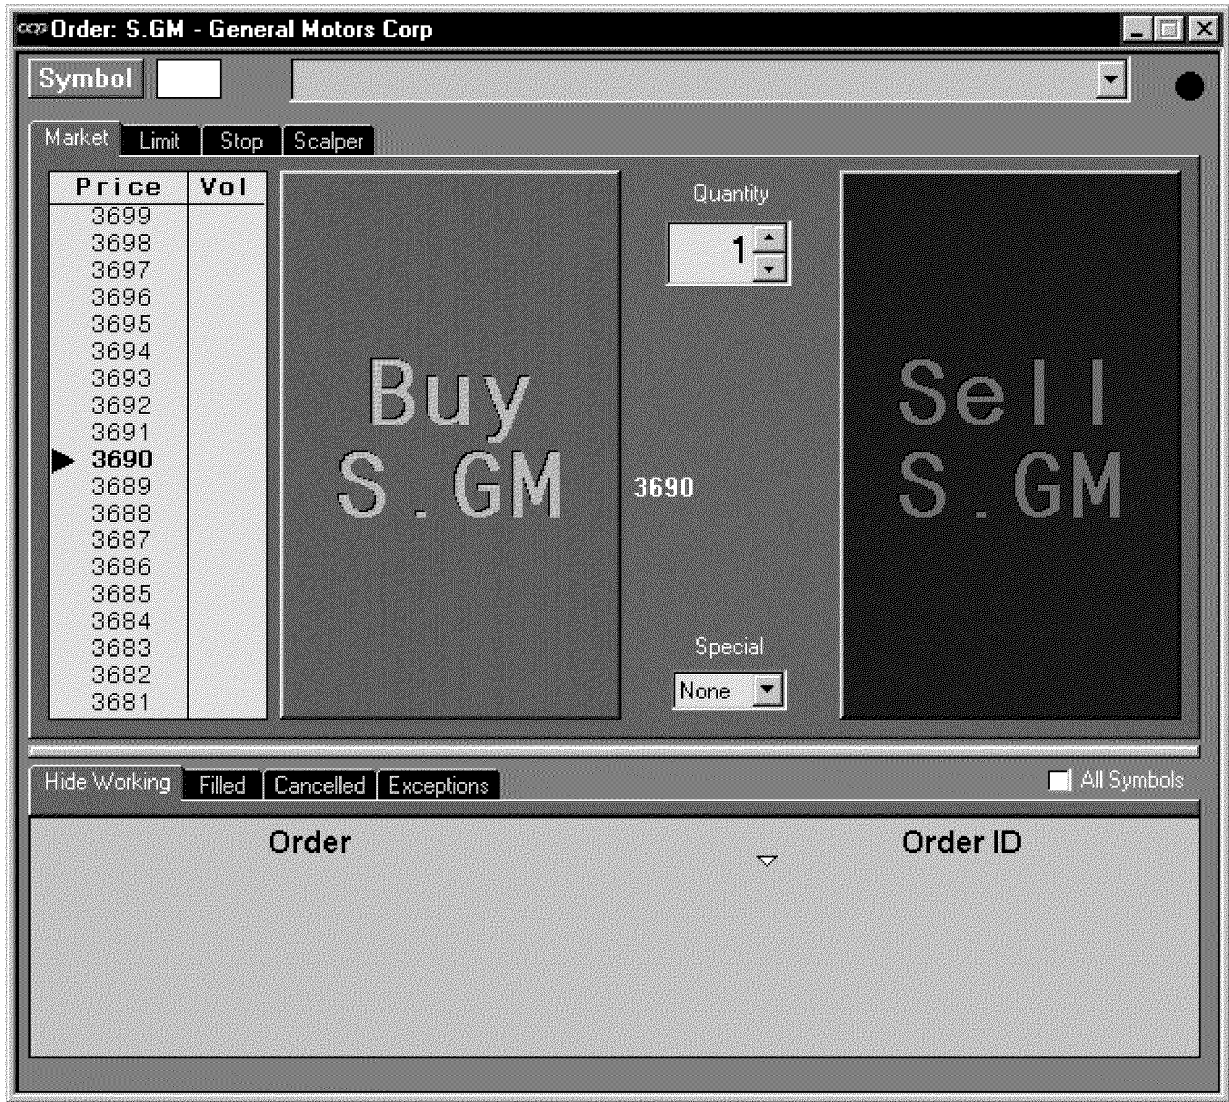 cqg Order: S.GM - General Motors Corp
Symbol
Market Limit Stop Scalper
Price Vol
3699
3698
3697
3696
3695
3694
3693
3692
3691
3690
3689
3688
3687
3686
3685
3684
3683
3682
3681
Buy
S.GM
Quantity
1
3690
Special
None
Sell
S.GM
Hide Working Filled Cancelled Exceptions All Symbols
Order Order ID